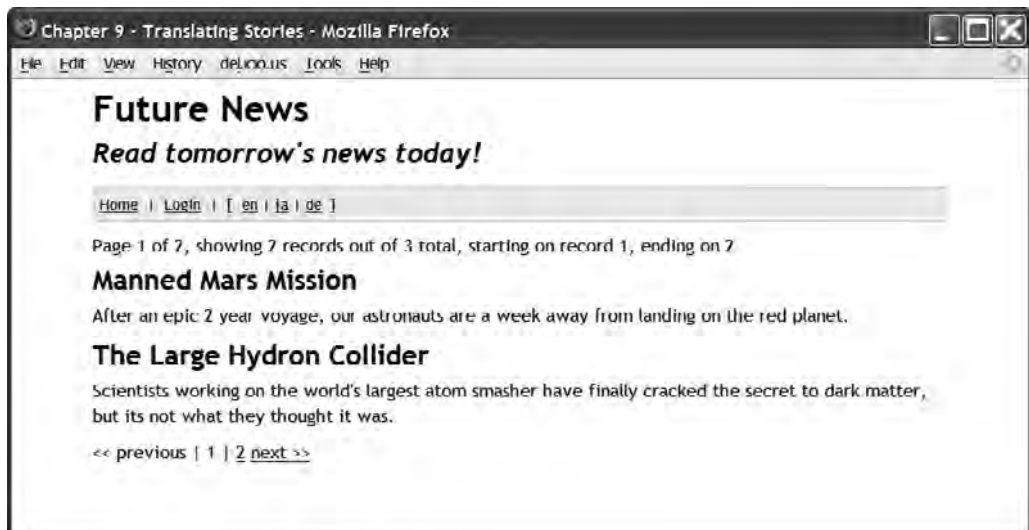 Chapter 9 - Translating Stories - Mozilla Firefox
File Edit View History del.icio.us Tools Help
Future News
Read tomorrow's news today!
Home | Login | [ en | ja | de ]
Page 1 of 2, showing 2 records out of 3 total, starting on record 1, ending on 2
Manned Mars Mission
After an epic 2 year voyage, our astronauts are a week away from landing on the red planet.
The Large Hydron Collider
Scientists working on the world's largest atom smasher have finally cracked the secret to dark matter,
but its not what they thought it was.
<< previous | 1 | 2 next >>